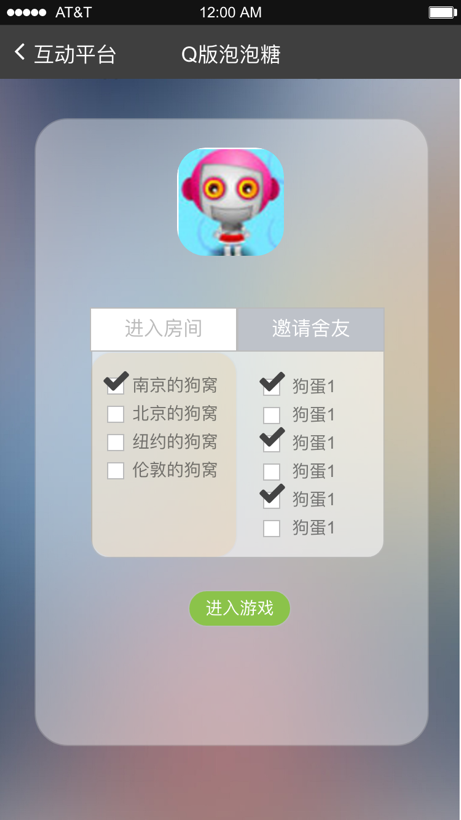 AT&T 12:00 AM
互动平台 Q版泡泡糖
进入房间 邀请舍友
南京的狗窝 狗蛋1
北京的狗窝 狗蛋1
纽约的狗窝 狗蛋1
伦敦的狗窝 狗蛋1
狗蛋1
狗蛋1
进入游戏